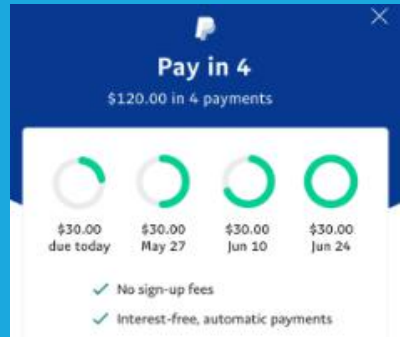 Pay in 4
$120.00 in 4 payments
$30.00 $30.00 $30.00 $30.00
due today May 27 Jun 10 Jun 24
No sign-up fees
Interest-free, automatic payments